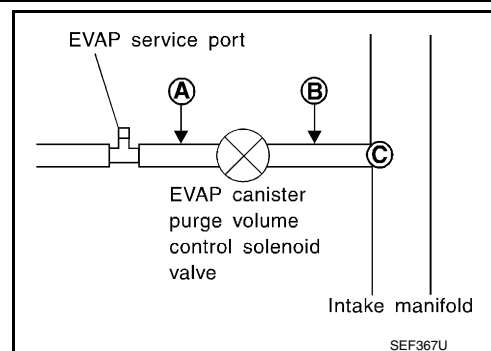 EVAP service port
A
B
C
EVAP canister
purge volume
control solenoid
valve
Intake manifold
SEF367U